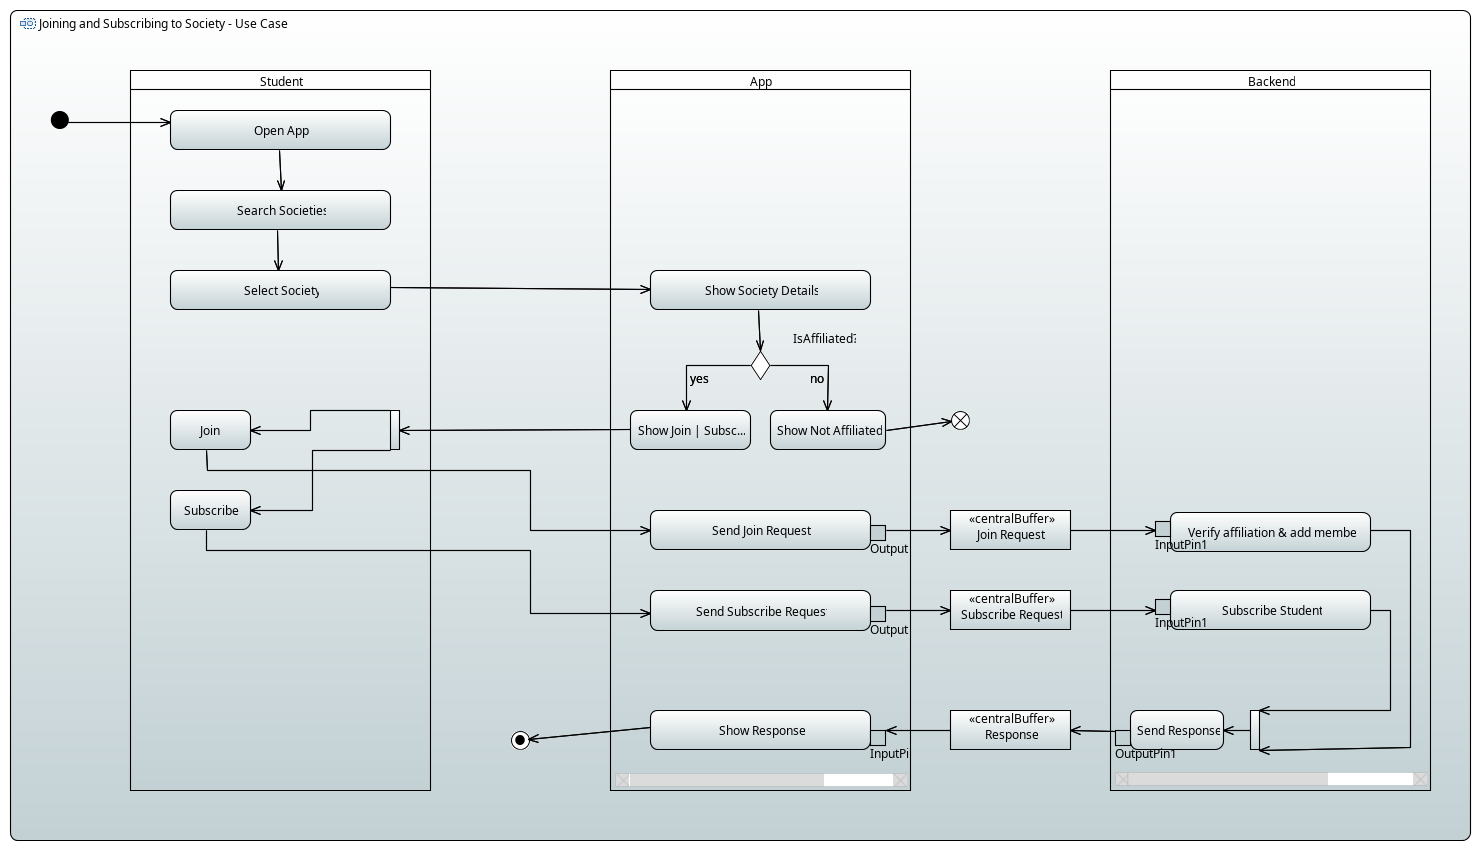 Joining and Subscribing to Society - Use Case
Student
App
Backend
Open App
Search Societies
Select Society
Show Society Details
IsAffiliated?
yes
no
Join
Show Join | Subsc...
Show Not Affiliated
Subscribe
Send Join Request
Output
«centralBuffer»
Join Request
InputPin1
Verify affiliation & add membe
Send Subscribe Reques
Output
«centralBuffer»
Subscribe Request
InputPin1
Subscribe Student
Show Response
InputPi
«centralBuffer»
Response
Send Response
OutputPin1